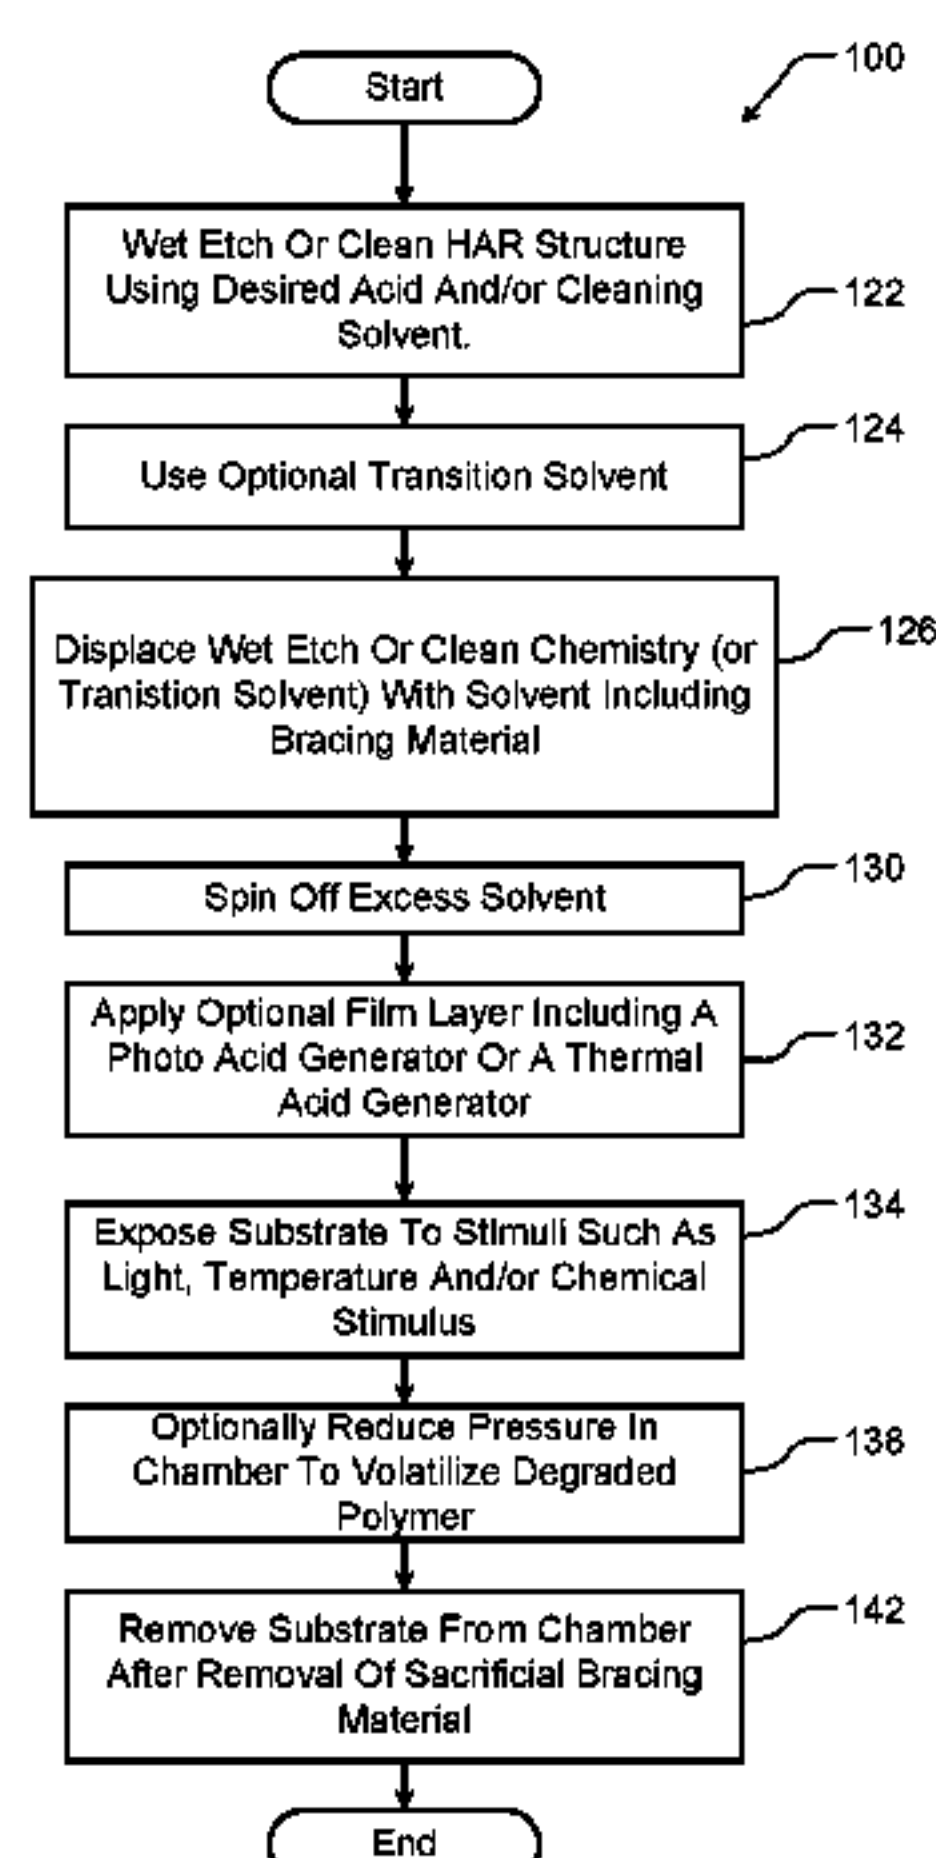 Start
100
Wet Etch Or Clean HAR Structure
Using Desired Acid And/or Cleaning
Solvent.
122
Use Optional Transition Solvent
124
Displace Wet Etch Or Clean Chemistry (or
Tranistion Solvent) With Solvent Including
Bracing Material
126
Spin Off Excess Solvent
130
Apply Optional Film Layer Including A
Photo Acid Generator Or A Thermal
Acid Generator
132
Expose Substrate To Stimuli Such As
Light, Temperature And/or Chemical
Stimulus
134
Optionally Reduce Pressure In
Chamber To Volatilize Degraded
Polymer
138
Remove Substrate From Chamber
After Removal Of Sacrificial Bracing
Material
142
End